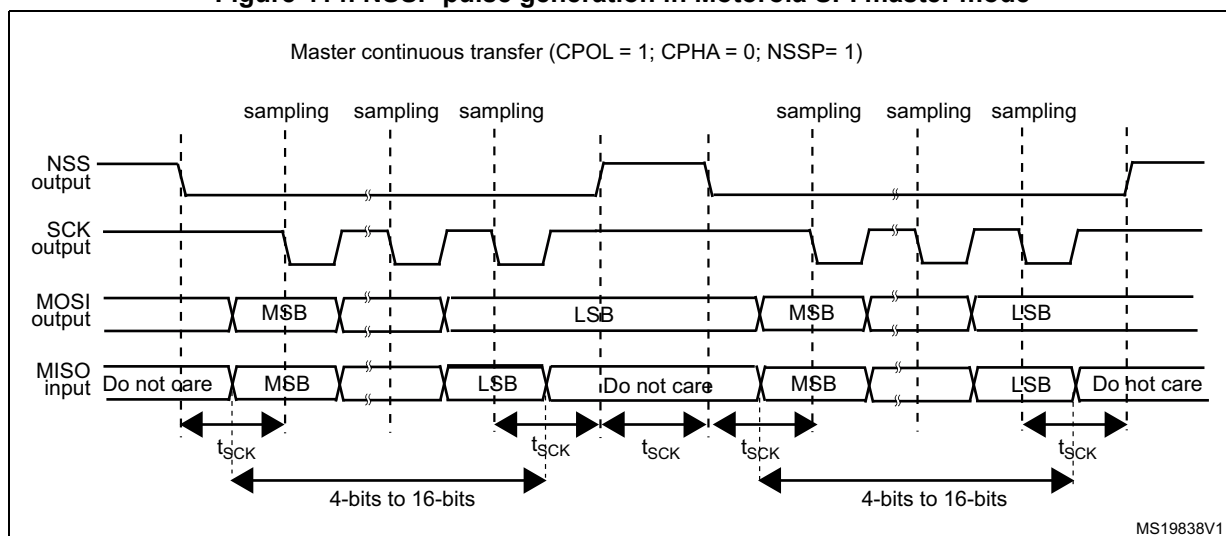 Master continuous transfer (CPOL = 1; CPHA = 0; NSSP= 1)
sampling sampling sampling sampling sampling sampling
NSS
output
SCK
output
MOSI
output
MSB LSB MSB LSB
MISO
input
Do not care MSB LSB Do not care MSB LSB Do not care
tSCK tSCK tSCK tSCK tSCK
4-bits to 16-bits 4-bits to 16-bits
MS19838V1